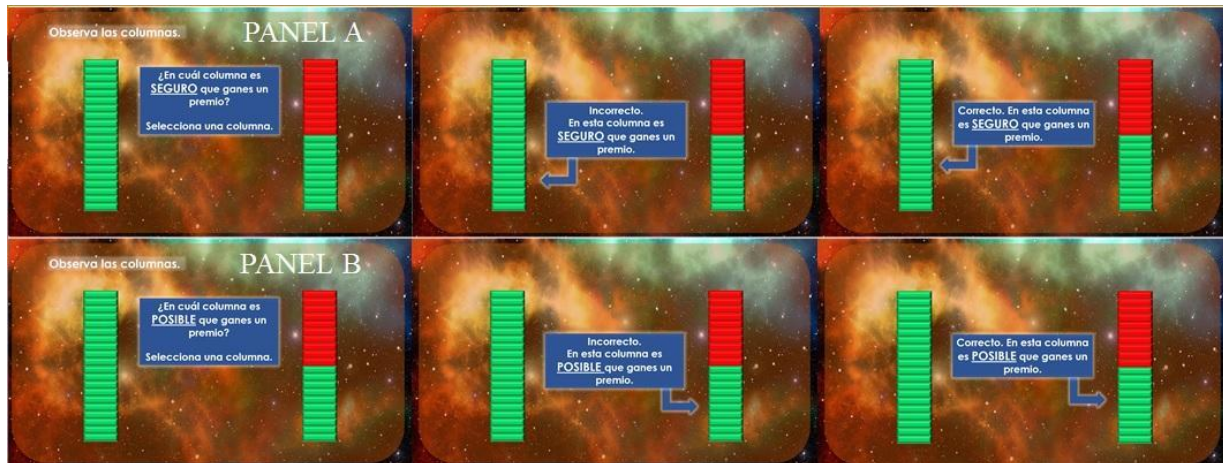 Observa las columnas.
PANEL A
¿En cuál columna es
SEGURO que ganes un
premio?
Selecciona una columna.
Incorrecto.
En esta columna es
SEGURO que ganes un
premio.
Correcto. En esta columna
es SEGURO que ganes un
premio.
Observa las columnas.
PANEL B
¿En cuál columna es
POSIBLE que ganes un
premio?
Selecciona una columna.
Incorrecto.
En esta columna es
POSIBLE que ganes un
premio.
Correcto. En esta columna
es POSIBLE que ganes un
premio.